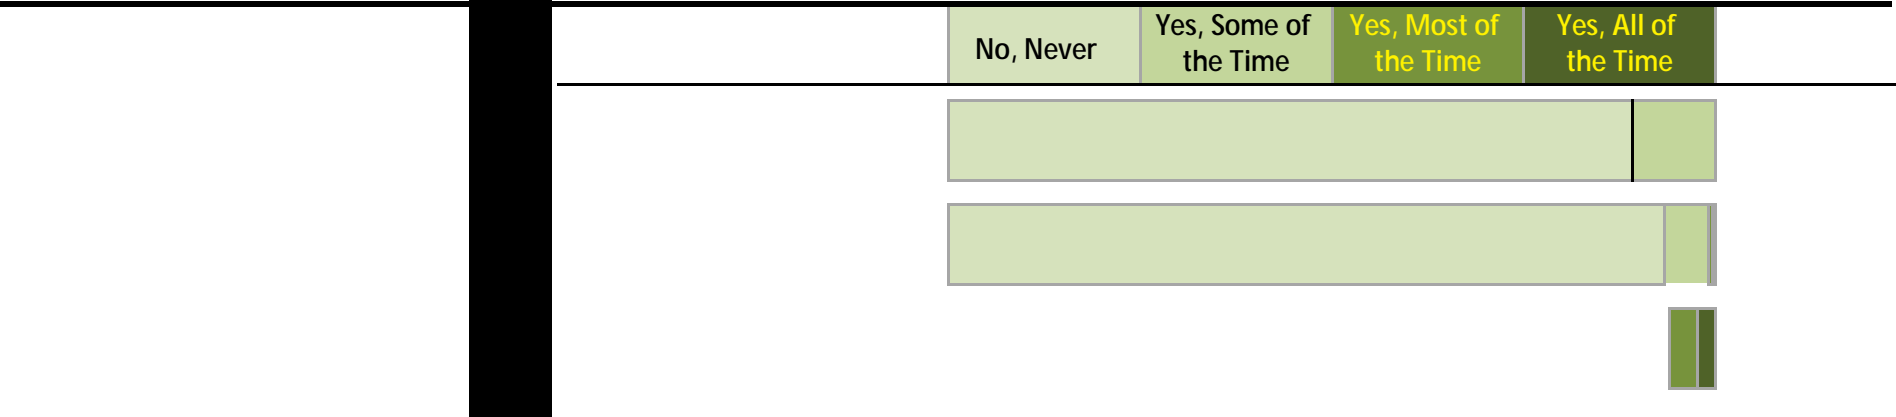 No, Never
Yes, Some of
the Time
Yes, Most of
the Time
Yes, All of
the Time